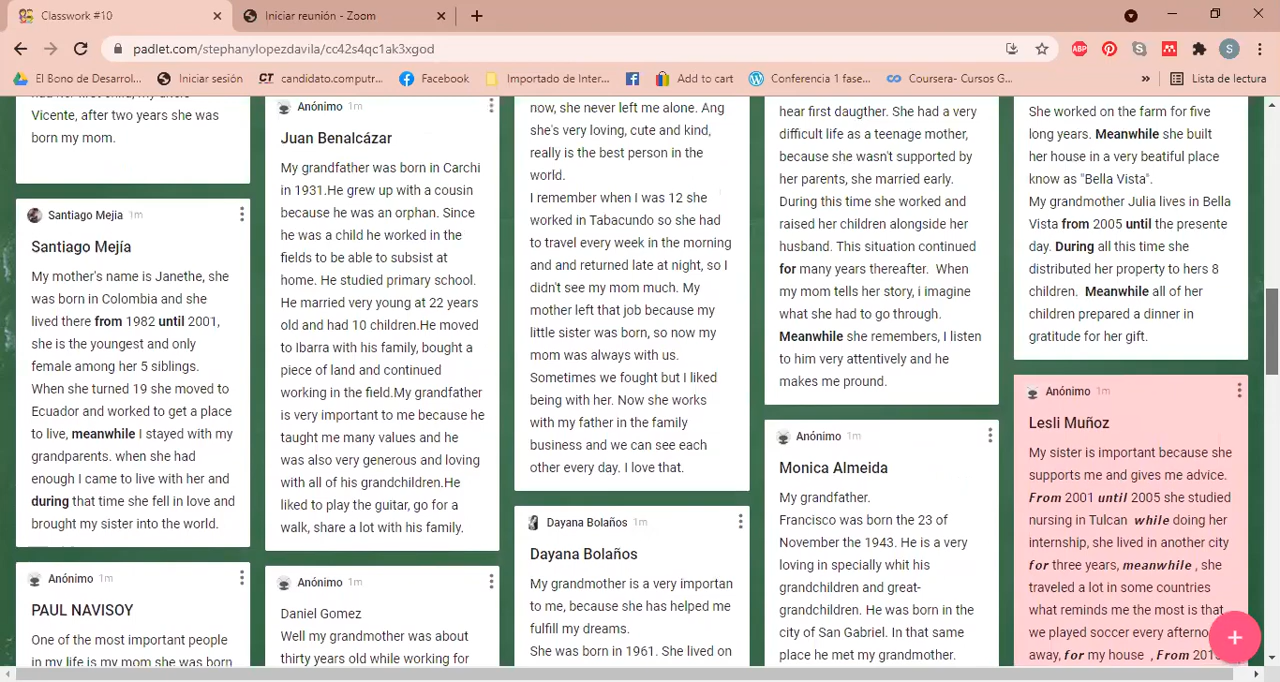 Classwork #10
Iniciar reunión - Zoom
padlet.com/stephanylopezdavila/cc42s4qc1ak3xgod
ABP
S
El Bono de Desarrol...
Iniciar sesión
CT candidato.computr...
Facebook
Importado de Inter...
Add to cart
Conferencia 1 fase...
Coursera- Cursos G...
»
Lista de lectura
Vicente, after two years she was
born my mom.
Santiago Mejia 1m
Santiago Mejía
My mother's name is Janethe, she
was born in Colombia and she
lived there from 1982 until 2001,
she is the youngest and only
female among her 5 siblings.
When she turned 19 she moved to
Ecuador and worked to get a place
to live, meanwhile I stayed with my
grandparents. when she had
enough I came to live with her and
during that time she fell in love and
brought my sister into the world.
Anónimo 1m
PAUL NAVISOY
One of the most important people
in my life is my mom she was born
Anónimo 1m
Juan Benalcázar
My grandfather was born in Carchi
in 1931.He grew up with a cousin
because he was an orphan. Since
he was a child he worked in the
fields to be able to subsist at
home. He studied primary school.
He married very young at 22 years
old and had 10 children.He moved
to Ibarra with his family, bought a
piece of land and continued
working in the field.My grandfather
is very important to me because he
taught me many values and he
was also very generous and loving
with all of his grandchildren.He
liked to play the guitar, go for a
walk, share a lot with his family.
Anónimo 1m
Daniel Gomez
Well my grandmother was about
thirty years old while working for
now, she never left me alone. Ang
she's very loving, cute and kind,
really is the best person in the
world.
I remember when I was 12 she
worked in Tabacundo so she had
to travel every week in the morning
and and returned late at night, so I
didn't see my mom much. My
mother left that job because my
little sister was born, so now my
mom was always with us.
Sometimes we fought but I liked
being with her. Now she works
with my father in the family
business and we can see each
other every day. I love that.
Dayana Bolaños 1m
Dayana Bolaños
My grandmother is a very importan
to me, because she has helped me
fulfill my dreams.
She was born in 1961. She lived on
hear first daugther. She had a very
difficult life as a teenage mother,
because she wasn't supported by
her parents, she married early.
During this time she worked and
raised her children alongside her
husband. This situation continued
for many years thereafter. When
my mom tells her story, i imagine
what she had to go through.
Meanwhile she remembers, I listen
to him very attentively and he
makes me pround.
Anónimo 1m
Monica Almeida
My grandfather.
Francisco was born the 23 of
November the 1943. He is a very
loving in specially whit his
grandchildren and great-
grandchildren. He was born in the
city of San Gabriel. In that same
place he met my grandmother.
She worked on the farm for five
long years. Meanwhile she built
her house in a very beatiful place
know as "Bella Vista".
My grandmother Julia lives in Bella
Vista from 2005 until the presente
day. During all this time she
distributed her property to hers 8
children. Meanwhile all of her
children prepared a dinner in
gratitude for her gift.
Anónimo 1m
Lesli Muñoz
My sister is important because she
supports me and gives me advice.
From 2001 until 2005 she studied
nursing in Tulcan while doing her
internship, she lived in another city
for three years, meanwhile , she
traveled a lot in some countries
what reminds me the most is that
we played soccer every
away, for my house , From